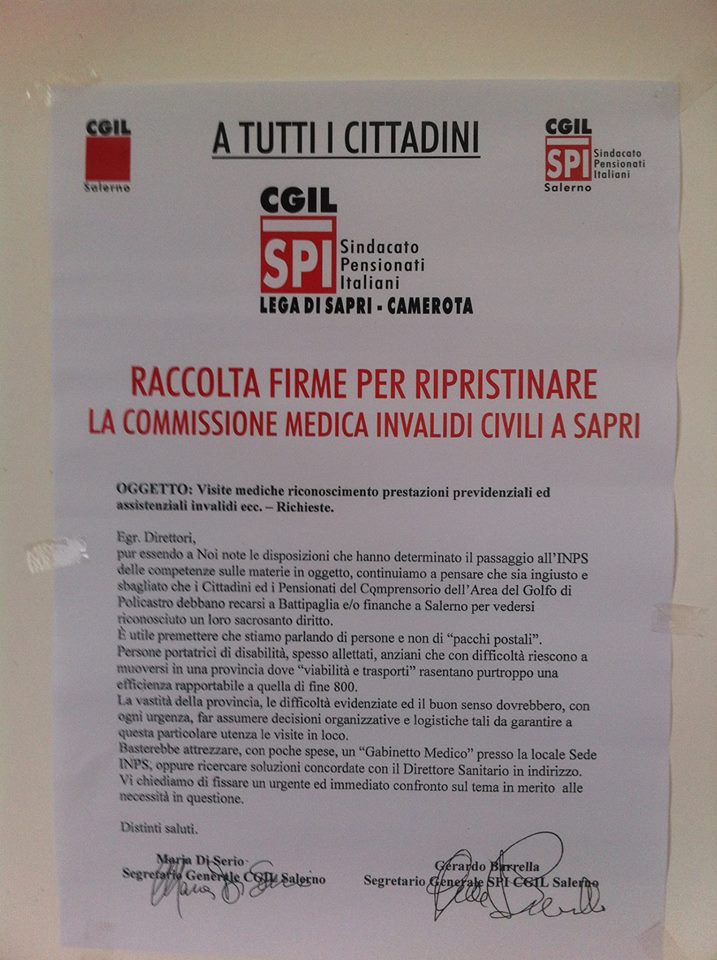 CGIL
Salerno
A TUTTI I CITTADINI
CGIL
SPI Sindacato
Pensionati
Italiani
Salerno
CGIL
SPI Sindacato
Pensionati
Italiani
LEGA DI SAPRI - CAMEROTA
RACCOLTA FIRME PER RIPRISTINARE
LA COMMISSIONE MEDICA INVALIDI CIVILI A SAPRI
OGGETTO: Visite mediche riconoscimento prestazioni previdenziali ed
assistenziali invalidi ecc. – Richieste.
Egr. Direttori,
pur essendo a Noi note le disposizioni che hanno determinato il passaggio all'INPS
delle competenze sulle materie in oggetto, continuiamo a pensare che sia ingiusto e
sbagliato che i Cittadini ed i Pensionati del Comprensorio dell'Area del Golfo di
Policastro debbano recarsi a Battipaglia e/o finanche a Salerno per vedersi
riconosciuto un loro sacrosanto diritto.
È utile premettere che stiamo parlando di persone e non di "pacchi postali".
Persone portatrici di disabilità, spesso allettati, anziani che con difficoltà riescono a
muoversi in una provincia dove "viabilità e trasporti" rasentano purtroppo una
efficienza rapportabile a quella di fine 800.
La vastità della provincia, le difficoltà evidenziate ed il buon senso dovrebbero, con
ogni urgenza, far assumere decisioni organizzative e logistiche tali da garantire a
questa particolare utenza le visite in loco.
Basterebbe attrezzare, con poche spese, un "Gabinetto Medico" presso la locale Sede
INPS, oppure ricercare soluzioni concordate con il Direttore Sanitario in indirizzo.
Vi chiediamo di fissare un urgente ed immediato confronto sul tema in merito alle
necessità in questione.
Distinti saluti.
Maria Di Serio
Segretario Generale CGIL Salerno
Gerardo Barrella
Segretario Generale SPI CGIL Salerno